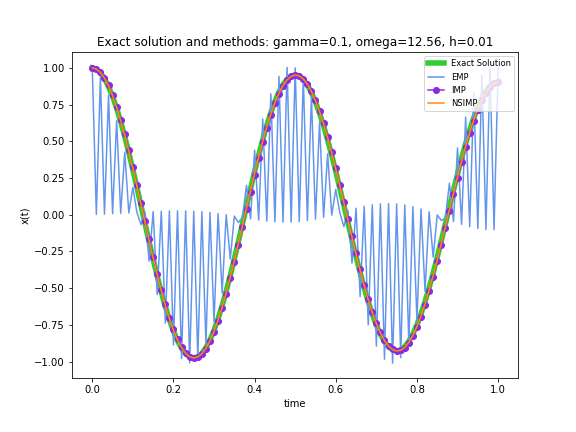 Exact solution and methods: gamma=0.1, omega=12.56, h=0.01
Exact Solution
EMP
IMP
NSIMP
1.00
0.75
0.50
0.25
0.00
−0.25
−0.50
−0.75
−1.00
x(t)
0.0 0.2 0.4 0.6 0.8 1.0
time